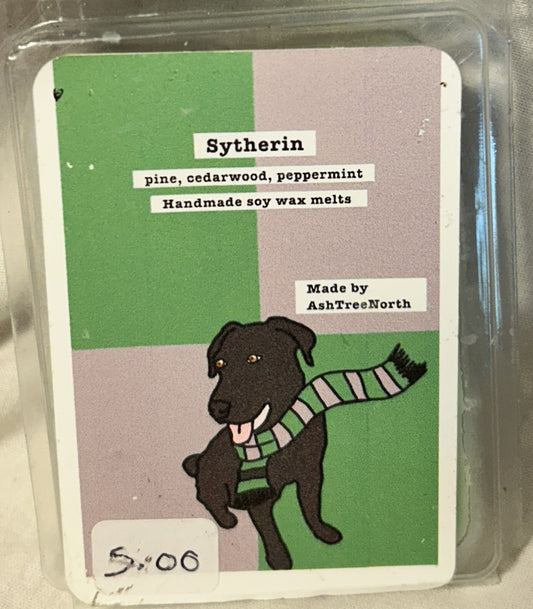 Sytherin
pine, cedarwood, peppermint
Handmade soy wax melts
Made by
AshTreeNorth
5.00